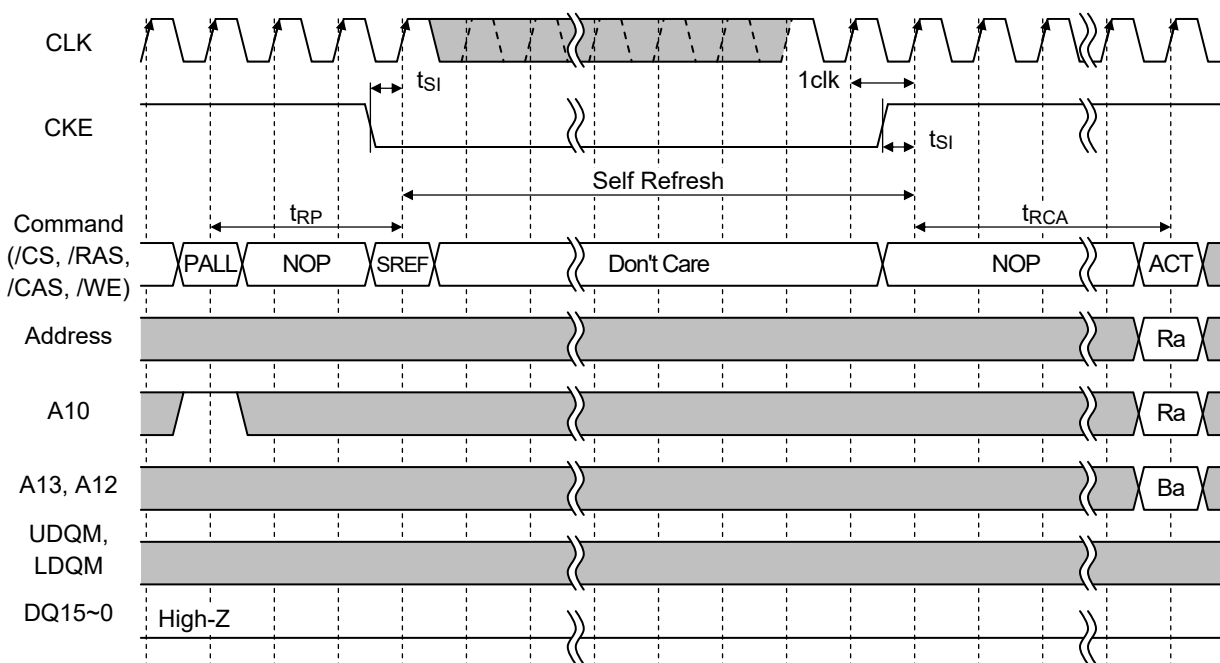 CLK
tSI
1clk
CKE
tSI
Self Refresh
tRP
tRCA
Command
(/CS, /RAS,
/CAS, /WE)
PALL NOP SREF Don't Care NOP ACT
Address
Ra
A10
Ra
A13, A12
Ba
UDQM,
LDQM
DQ15~0
High-Z